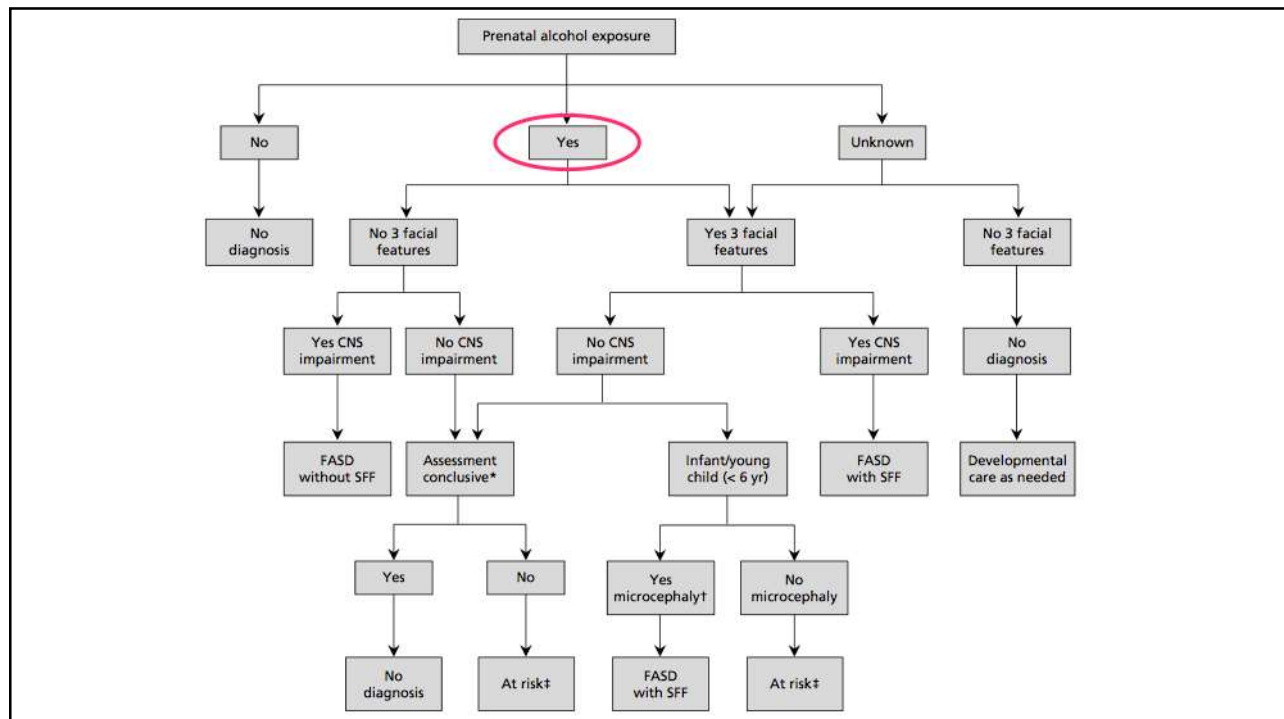 Prenatal alcohol exposure
No
Yes
Unknown
No
diagnosis
No 3 facial
features
Yes 3 facial
features
No 3 facial
features
Yes CNS
impairment
No CNS
impairment
No CNS
impairment
Yes CNS
impairment
No
diagnosis
FASD
without SFF
Assessment
conclusive*
Infant/young
child (< 6 yr)
FASD
with SFF
Developmental
care as needed
Yes
No
Yes
microcephaly†
No
microcephaly
No
diagnosis
At risk‡
FASD
with SFF
At risk‡